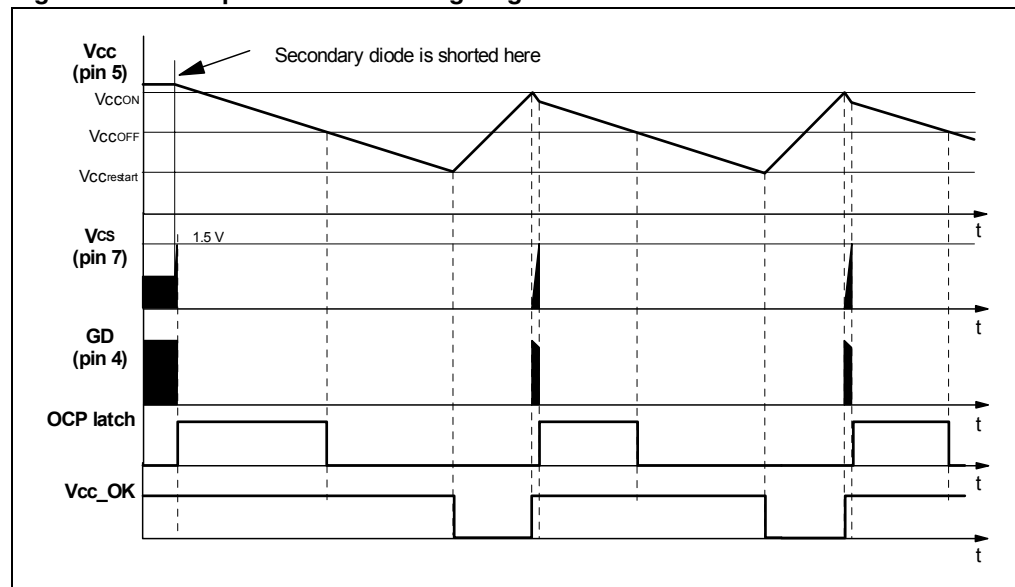 Vcc
(pin 5)
Secondary diode is shorted here
VccON
VccOFF
Vccrestart
t
Vcs
(pin 7)
1.5 V
t
GD
(pin 4)
t
OCP latch
t
Vcc_OK
t